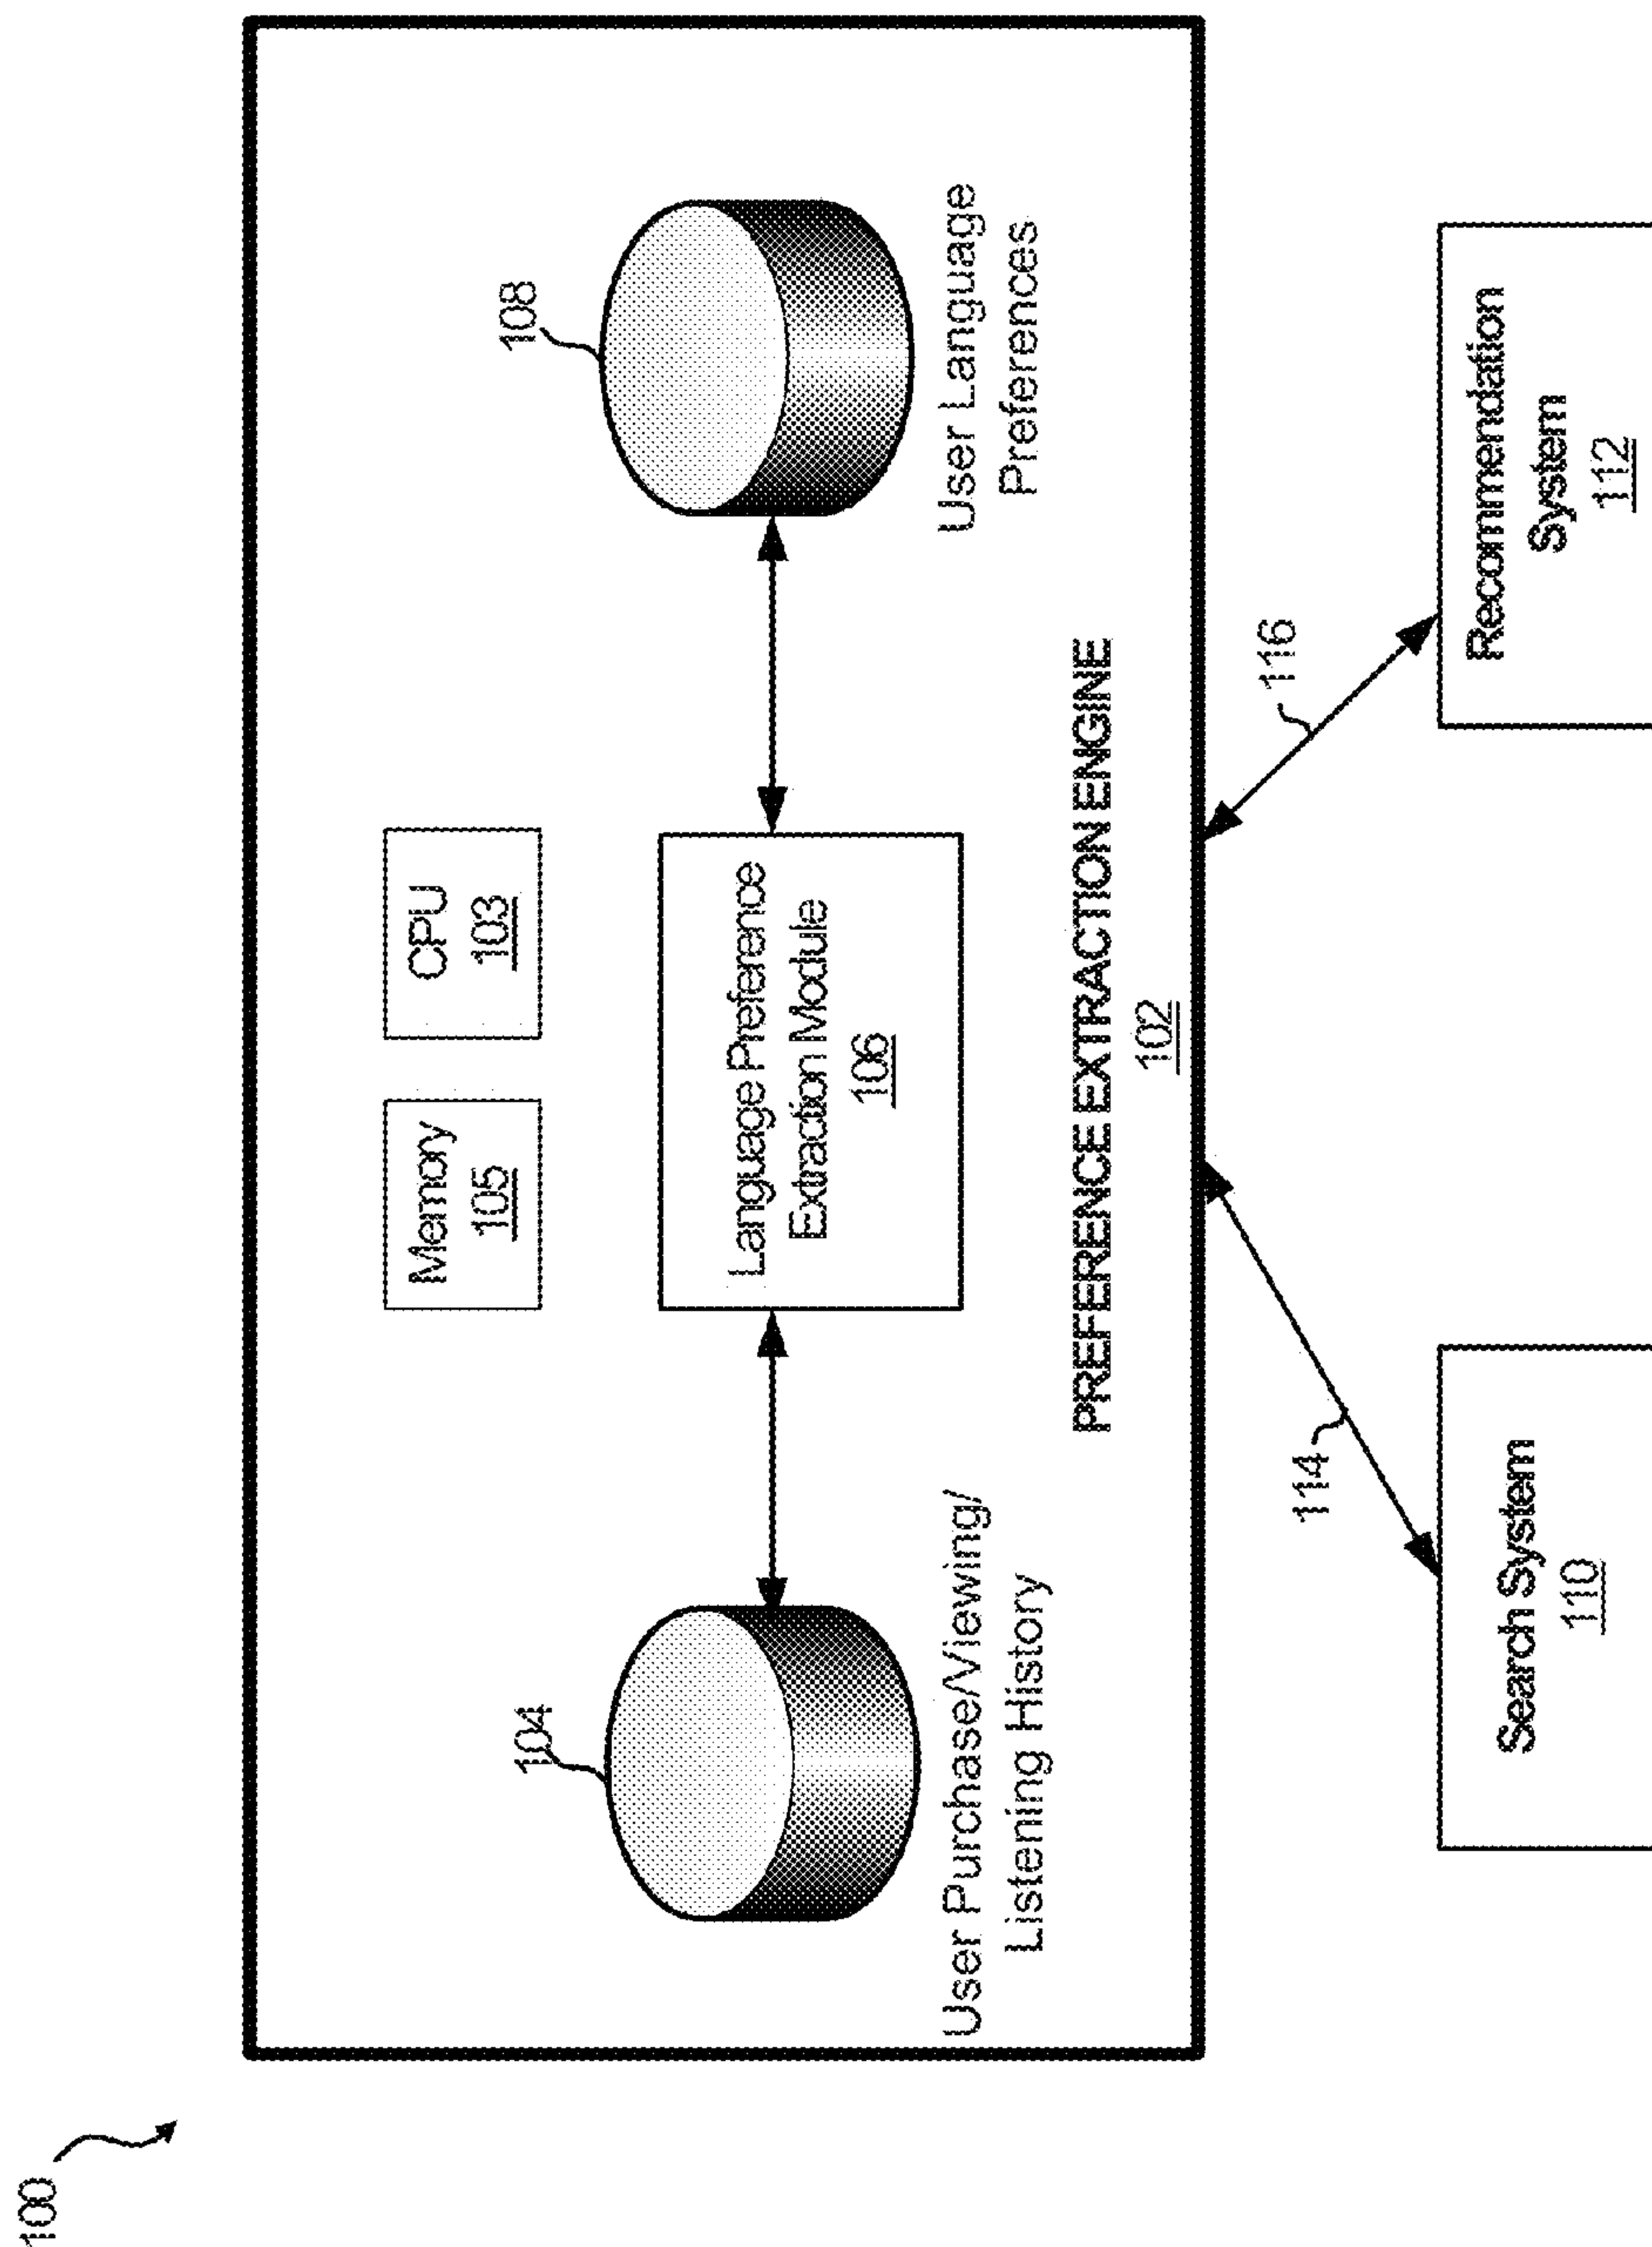 100
Memory
105
CPU
103
104
108
Language Preference
Extraction Module
106
User Purchase/Viewing/
Listening History
User Language
Preferences
PREFERENCE EXTRACTION ENGINE
102
114
116
Search System
110
Recommendation
System
112